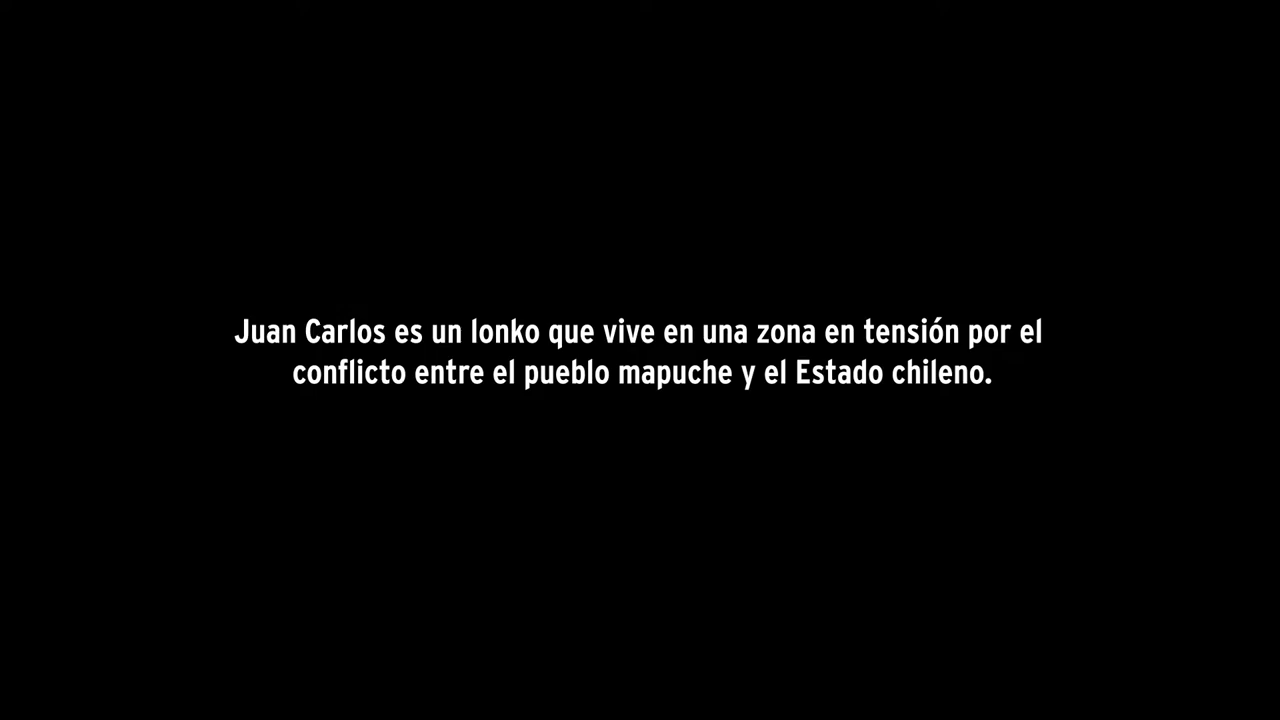 Juan Carlos es un lonko que vive en una zona en tensión por el
conflicto entre el pueblo mapuche y el Estado chileno.